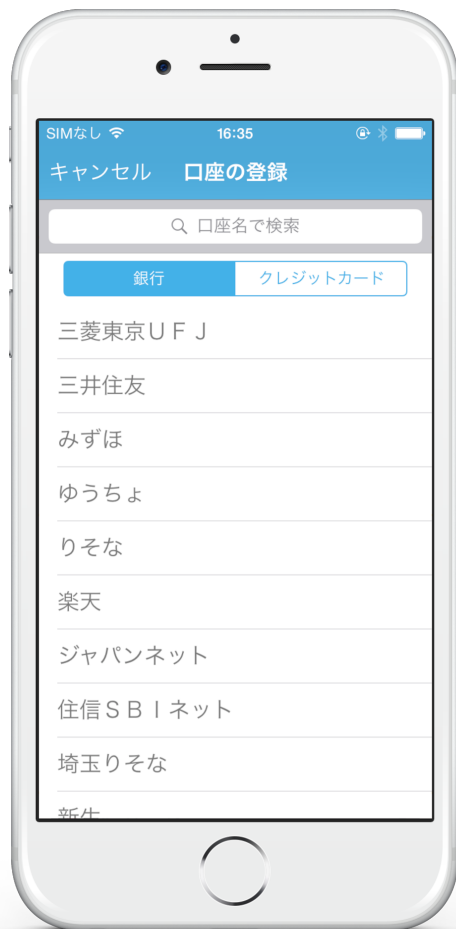 SIMなし 16:35
キャンセル 口座の登録
口座名で検索
銀行 クレジットカード
三菱東京ＵＦＪ
三井住友
みずほ
ゆうちょ
りそな
楽天
ジャパンネット
住信ＳＢＩネット
埼玉りそな
新生